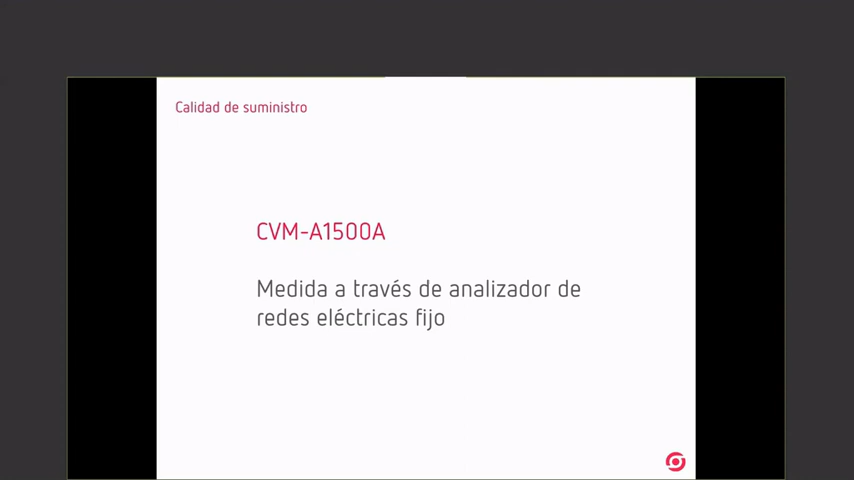 Calidad de suministro
CVM-A1500A
Medida a través de analizador de
redes eléctricas fijo